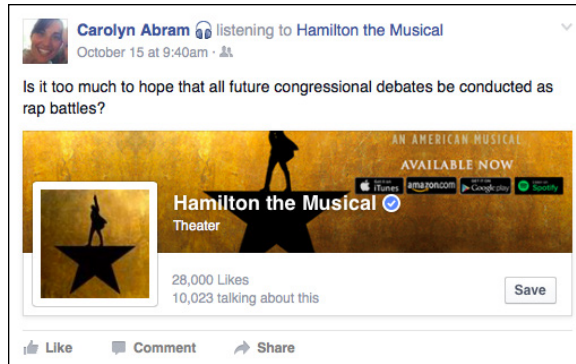 Carolyn Abram listening to Hamilton the Musical
October 15 at 9:40am ·
Is it too much to hope that all future congressional debates be conducted as
rap battles?
AN AMERICAN MUSICAL
AVAILABLE NOW
iTunes amazon.com Google play Spotify
Hamilton the Musical
Theater
28,000 Likes
10,023 talking about this
Save
Like Comment Share